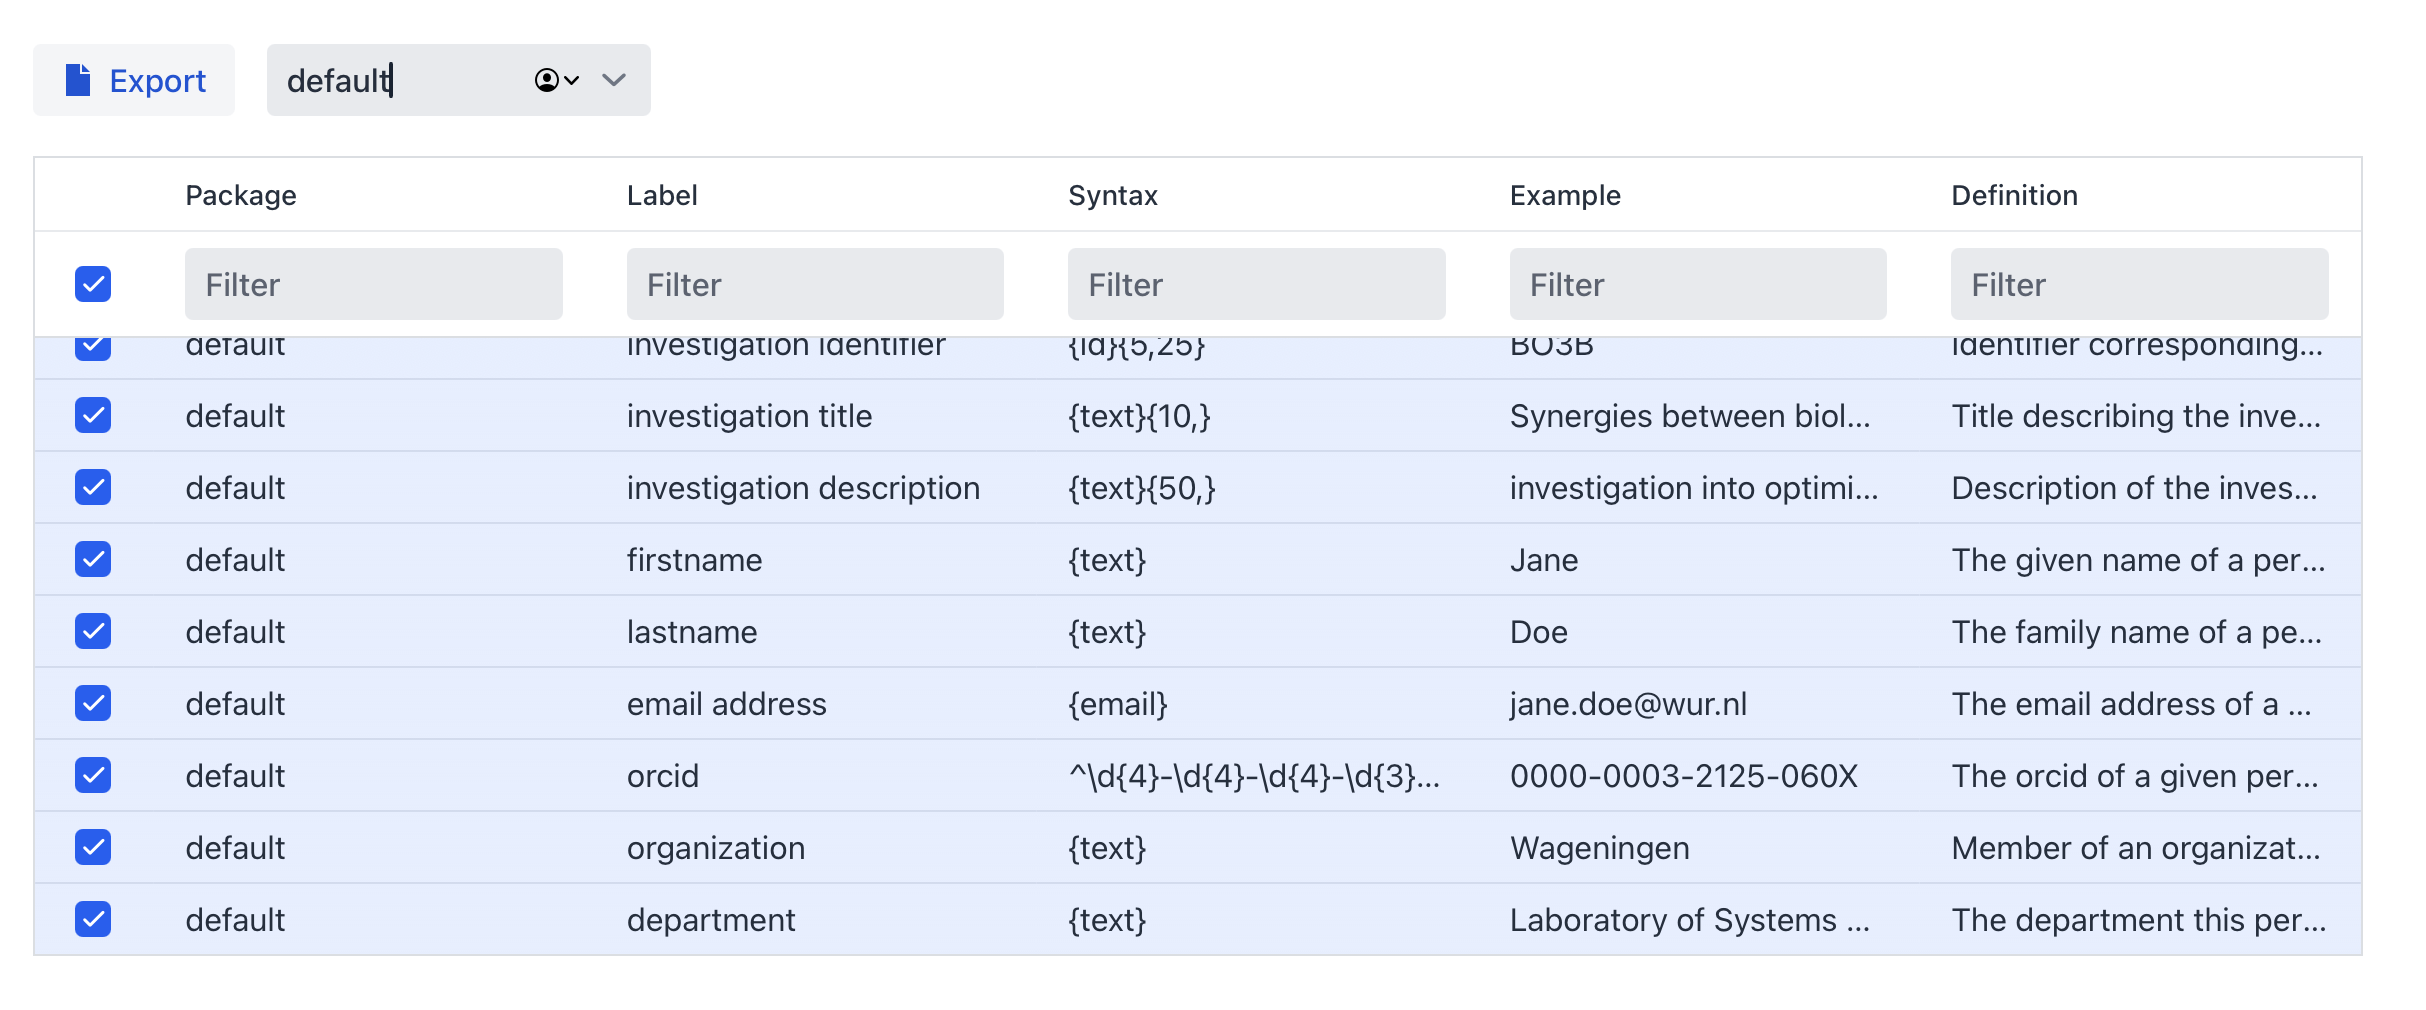 Export default
Package Label Syntax Example Definition
Filter Filter Filter Filter Filter
default investigation identifier {id}{5,25} BO3B Identifier corresponding...
default investigation title {text}{10,} Synergies between biol... Title describing the inve...
default investigation description {text}{50,} investigation into optimi... Description of the inves...
default firstname {text} Jane The given name of a per...
default lastname {text} Doe The family name of a pe...
default email address {email} jane.doe@wur.nl The email address of a ...
default orcid ^\d{4}-\d{4}-\d{4}-\d{3}... 0000-0003-2125-060X The orcid of a given per...
default organization {text} Wageningen Member of an organizat...
default department {text} Laboratory of Systems ... The department this per...